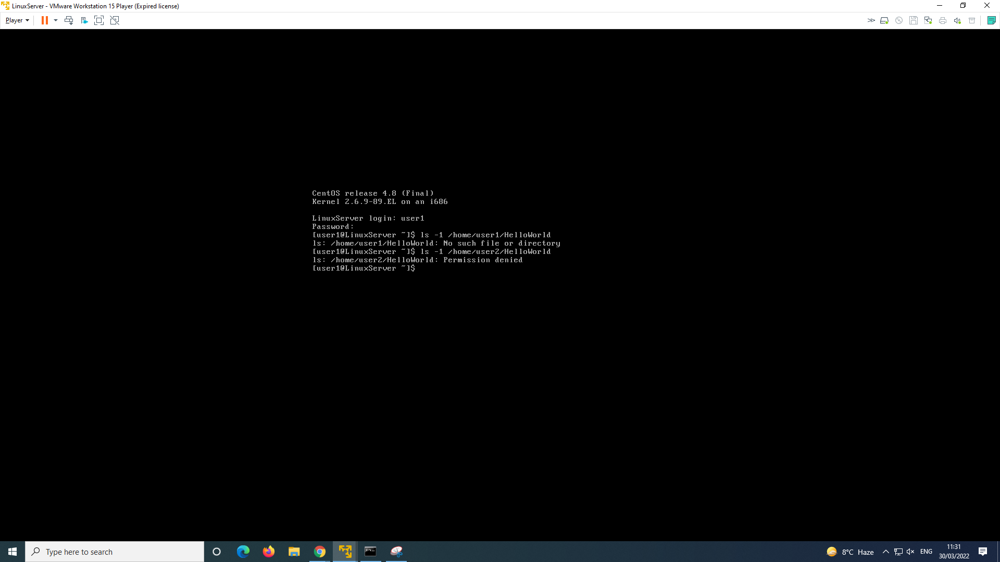 LinuxServer - VMware Workstation 15 Player (Expired license)
Player
CentOS release 4.8 (Final)
Kernel 2.6.9-89.EL on an i686
LinuxServer login: user1
Password:
[user1@LinuxServer ~]$ ls -1 /home/user1/HelloWorld
ls: /home/user1/HelloWorld: No such file or directory
[user1@LinuxServer ~]$ ls -1 /home/user2/HelloWorld
ls: /home/user2/HelloWorld: Permission denied
[user1@LinuxServer ~]$
Type here to search
8°C Haze
ENG
11:31
30/03/2022